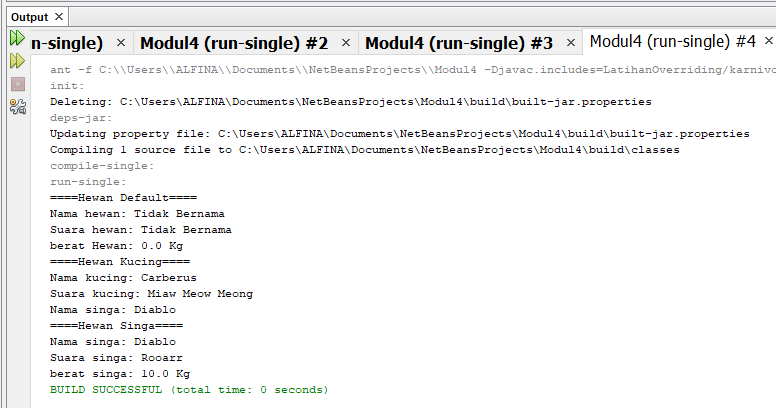 Output ×
n-single) × Modul4 (run-single) #2 × Modul4 (run-single) #3 × Modul4 (run-single) #4 ×
ant -f C:\\Users\\ALFINA\\Documents\\NetBeansProjects\\Modul4 -Djavac.includes=LatihanOverriding/karnivo
init:
Deleting: C:\Users\ALFINA\Documents\NetBeansProjects\Modul4\build\built-jar.properties
deps-jar:
Updating property file: C:\Users\ALFINA\Documents\NetBeansProjects\Modul4\build\built-jar.properties
Compiling 1 source file to C:\Users\ALFINA\Documents\NetBeansProjects\Modul4\build\classes
compile-single:
run-single:
====Hewan Default====
Nama hewan: Tidak Bernama
Suara hewan: Tidak Bernama
berat Hewan: 0.0 Kg
====Hewan Kucing====
Nama kucing: Carberus
Suara kucing: Miaw Meow Meong
Nama singa: Diablo
====Hewan Singa====
Nama singa: Diablo
Suara singa: Rooarr
berat singa: 10.0 Kg
BUILD SUCCESSFUL (total time: 0 seconds)